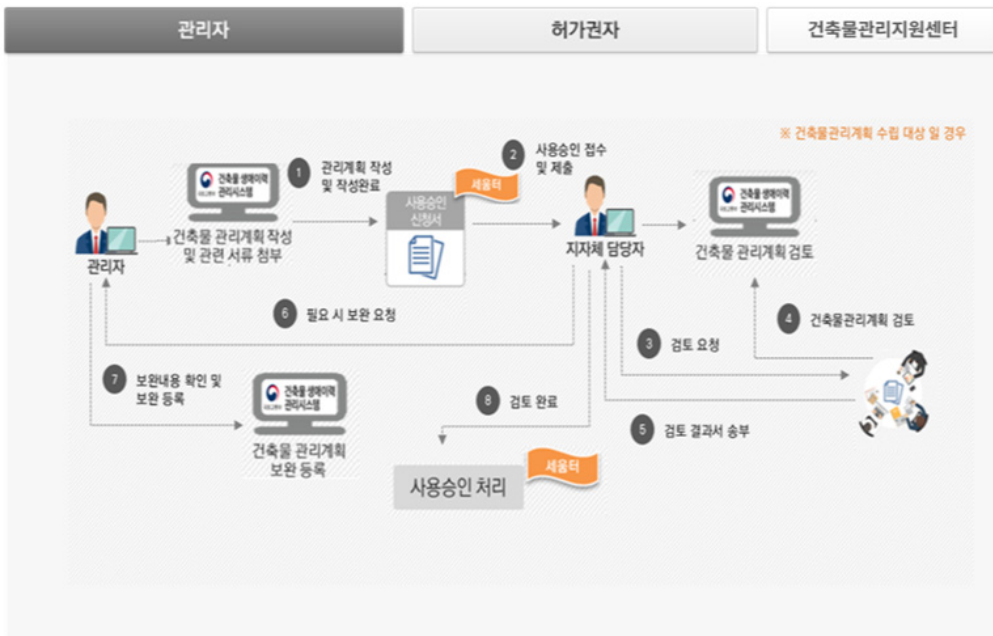 관리자
허가권자
건축물관리지원센터
※ 건축물관리계획 수립 대상 일 경우
1
관리계획 작성
및 작성완료
2
사용승인 접수
및 제출
건축물 생애이력
관리시스템
건축물 관리계획 작성
및 관련 서류 첨부
관리자
사용승인
신청서
세움터
지자체 담당자
건축물 생애이력
관리시스템
건축물 관리계획 검토
6
필요 시 보완 요청
4
건축물관리계획 검토
3
검토 요청
7
보완내용 확인 및
보완 등록
건축물 생애이력
관리시스템
건축물 관리계획
보완 등록
8
검토 완료
5
검토 결과서 송부
사용승인 처리
세움터